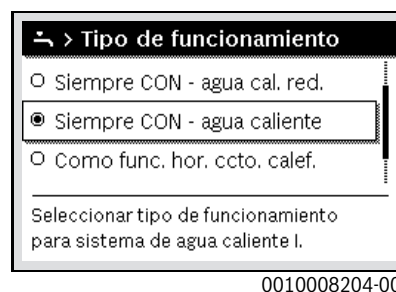 > Tipo de funcionamiento
Siempre CON - agua cal. red.
Siempre CON - agua caliente
Como func. hor. ccto. calef.
Seleccionar tipo de funcionamiento
para sistema de agua caliente I.
0010008204-00